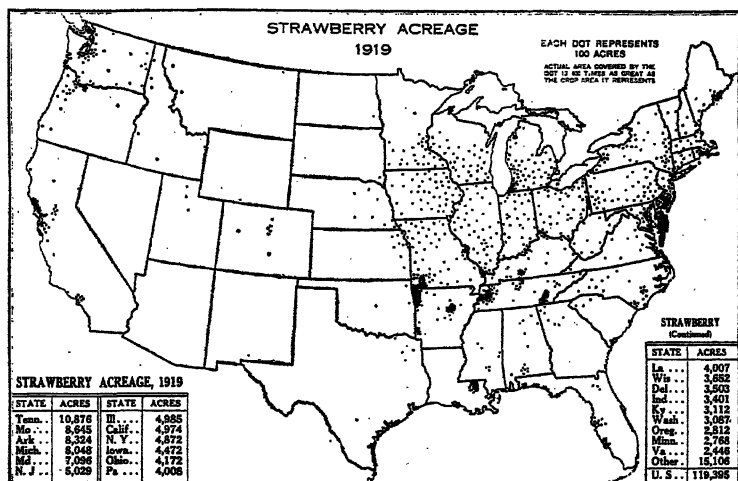 STRAWBERRY ACREAGE
1919
EACH DOT REPRESENTS
100 ACRES
ACTUAL AREA COVERED BY THE
DOT IS 400 TIMES AS GREAT AS
THE CROP AREA IT REPRESENTS
STRAWBERRY ACREAGE, 1919
STATE ACRES STATE ACRES
Tenn. 10,876 Ill.... 4,985
Mo... 8,645 Calif.. 4,974
Ark.. 8,324 N. Y.. 4,872
Mich. 8,048 Iowa.. 4,472
Md... 7,096 Ohio.. 4,172
N. J.. 5,029 Pa... 4,008
STRAWBERRY
(Continued)
STATE ACRES
La... 4,007
Wis... 3,652
Del... 3,503
Ind... 3,401
Ky... 3,112
Wash. 3,087
Oreg.. 2,812
Minn.. 2,768
Va... 2,446
Other. 15,106
U. S.. 119,395